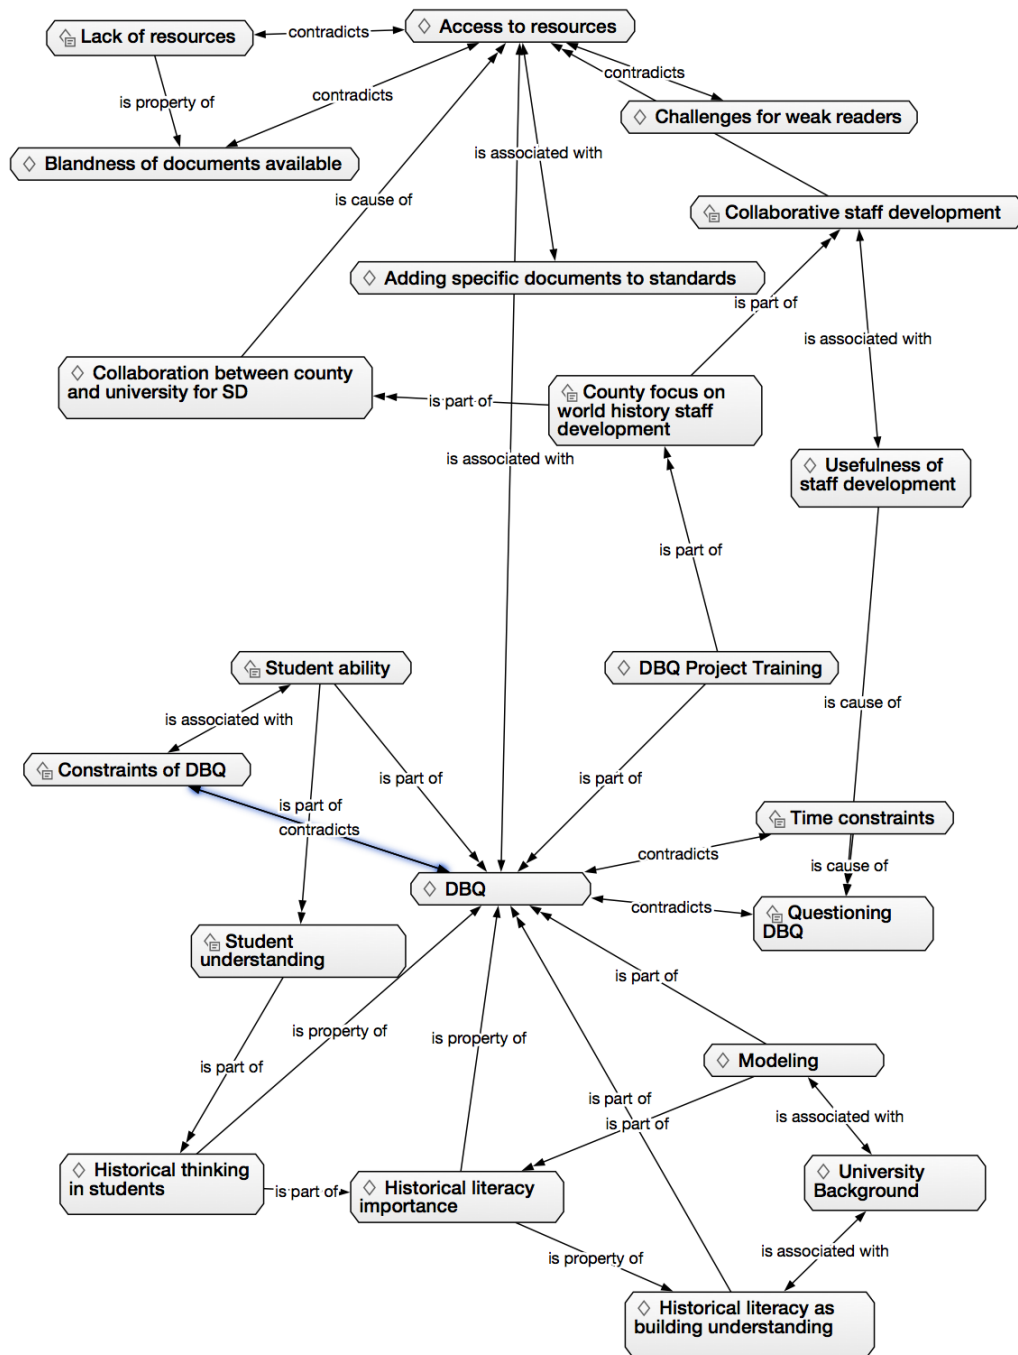 Lack of resources
contradicts
Access to resources
contradicts
is property of
contradicts
Challenges for weak readers
Blandness of documents available
is associated with
is cause of
Collaborative staff development
Adding specific documents to standards
is part of
is associated with
Collaboration between county
and university for SD
is part of
County focus on
world history staff
development
is associated with
Usefulness of
staff development
is part of
Student ability
DBQ Project Training
is associated with
is cause of
Constraints of DBQ
is part of
is part of
is part of
contradicts
Time constraints
contradicts
is cause of
DBQ
contradicts
Questioning
DBQ
Student
understanding
is part of
is property of
is property of
is part of
Modeling
is part of
is part of
is associated with
Historical thinking
in students
is part of
Historical literacy
importance
University
Background
is property of
is associated with
Historical literacy as
building understanding